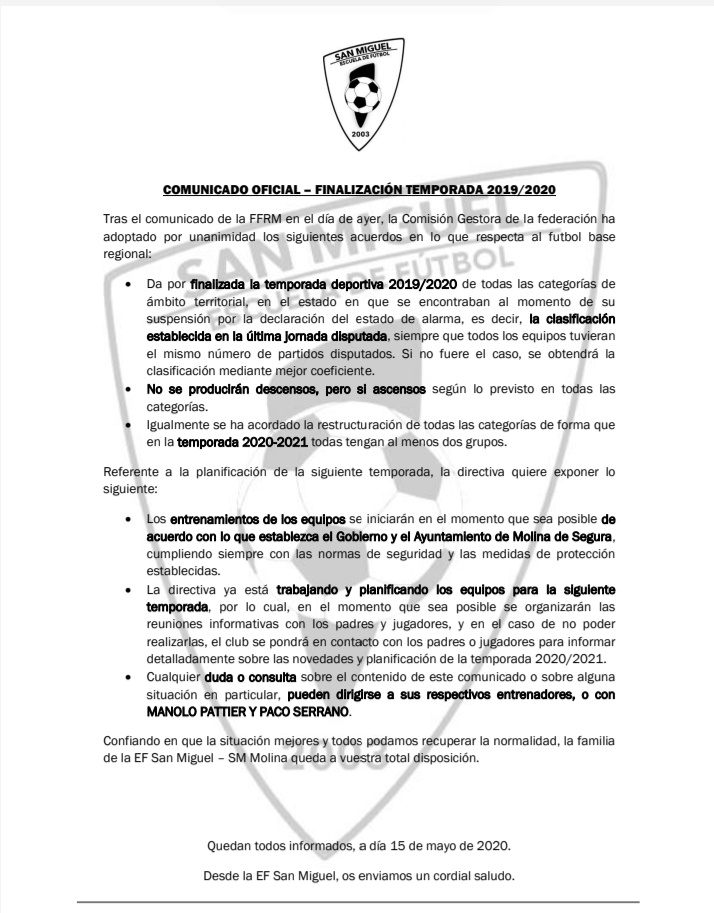 SAN MIGUEL
ESCUELA DE FÚTBOL
2003
COMUNICADO OFICIAL – FINALIZACIÓN TEMPORADA 2019/2020
Tras el comunicado de la FFRM en el día de ayer, la Comisión Gestora de la federación ha
adoptado por unanimidad los siguientes acuerdos en lo que respecta al futbol base
regional:
• Da por finalizada la temporada deportiva 2019/2020 de todas las categorías de
ámbito territorial, en el estado en que se encontraban al momento de su
suspensión por la declaración del estado de alarma, es decir, la clasificación
establecida en la última jornada disputada, siempre que todos los equipos tuvieran
el mismo número de partidos disputados. Si no fuere el caso, se obtendrá la
clasificación mediante mejor coeficiente.
• No se producirán descensos, pero si ascensos según lo previsto en todas las
categorías.
• Igualmente se ha acordado la restructuración de todas las categorías de forma que
en la temporada 2020-2021 todas tengan al menos dos grupos.
Referente a la planificación de la siguiente temporada, la directiva quiere exponer lo
siguiente:
• Los entrenamientos de los equipos se iniciarán en el momento que sea posible de
acuerdo con lo que establezca el Gobierno y el Ayuntamiento de Molina de Segura,
cumpliendo siempre con las normas de seguridad y las medidas de protección
establecidas.
• La directiva ya está trabajando y planificando los equipos para la siguiente
temporada, por lo cual, en el momento que sea posible se organizarán las
reuniones informativas con los padres y jugadores, y en el caso de no poder
realizarlas, el club se pondrá en contacto con los padres o jugadores para informar
detalladamente sobre las novedades y planificación de la temporada 2020/2021.
• Cualquier duda o consulta sobre el contenido de este comunicado o sobre alguna
situación en particular, pueden dirigirse a sus respectivos entrenadores, o con
MANOLO PATTIER Y PACO SERRANO.
Confiando en que la situación mejores y todos podamos recuperar la normalidad, la familia
de la EF San Miguel – SM Molina queda a vuestra total disposición.
Quedan todos informados, a día 15 de mayo de 2020.
Desde la EF San Miguel, os enviamos un cordial saludo.
SAN MIGUEL
ESCUELA DE FÚTBOL
2003